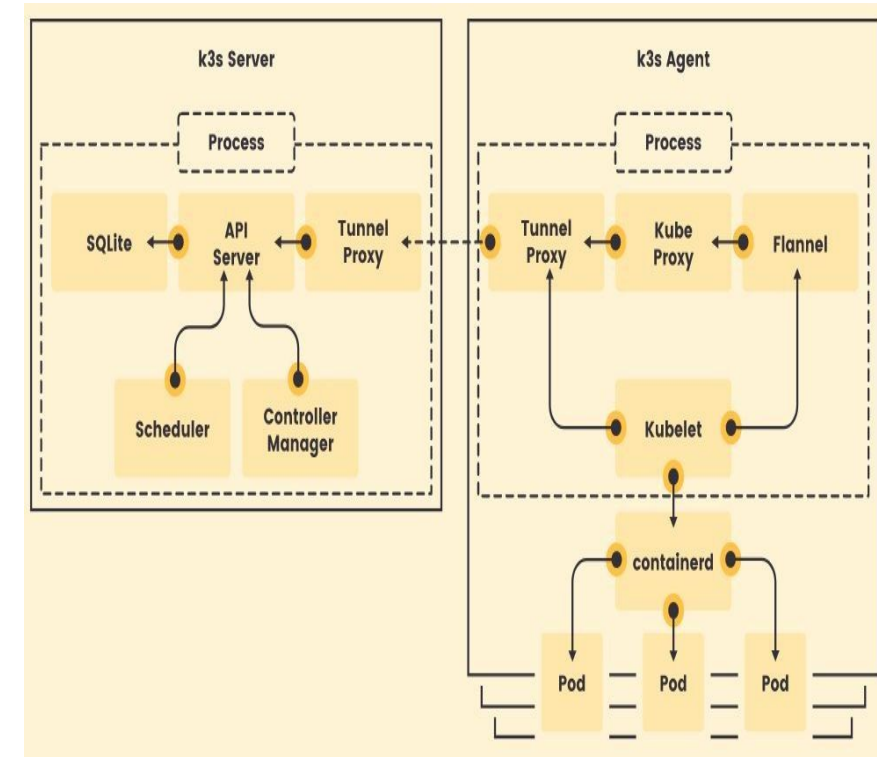 k3s Server
k3s Agent
Process
Process
SQLite
API
Server
Tunnel
Proxy
Tunnel
Proxy
Kube
Proxy
Flannel
Scheduler
Controller
Manager
Kubelet
containerd
Pod
Pod
Pod